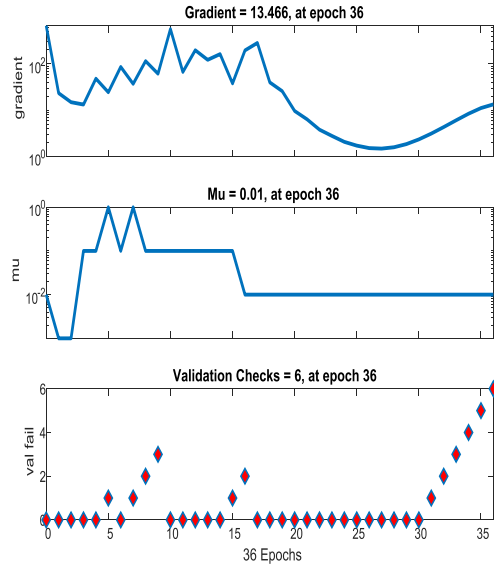 Gradient = 13.466, at epoch 36
10²
gradient
10⁰
Mu = 0.01, at epoch 36
10⁰
mu
10⁻²
Validation Checks = 6, at epoch 36
6
4
val fail
2
0
0 5 10 15 20 25 30 35
36 Epochs